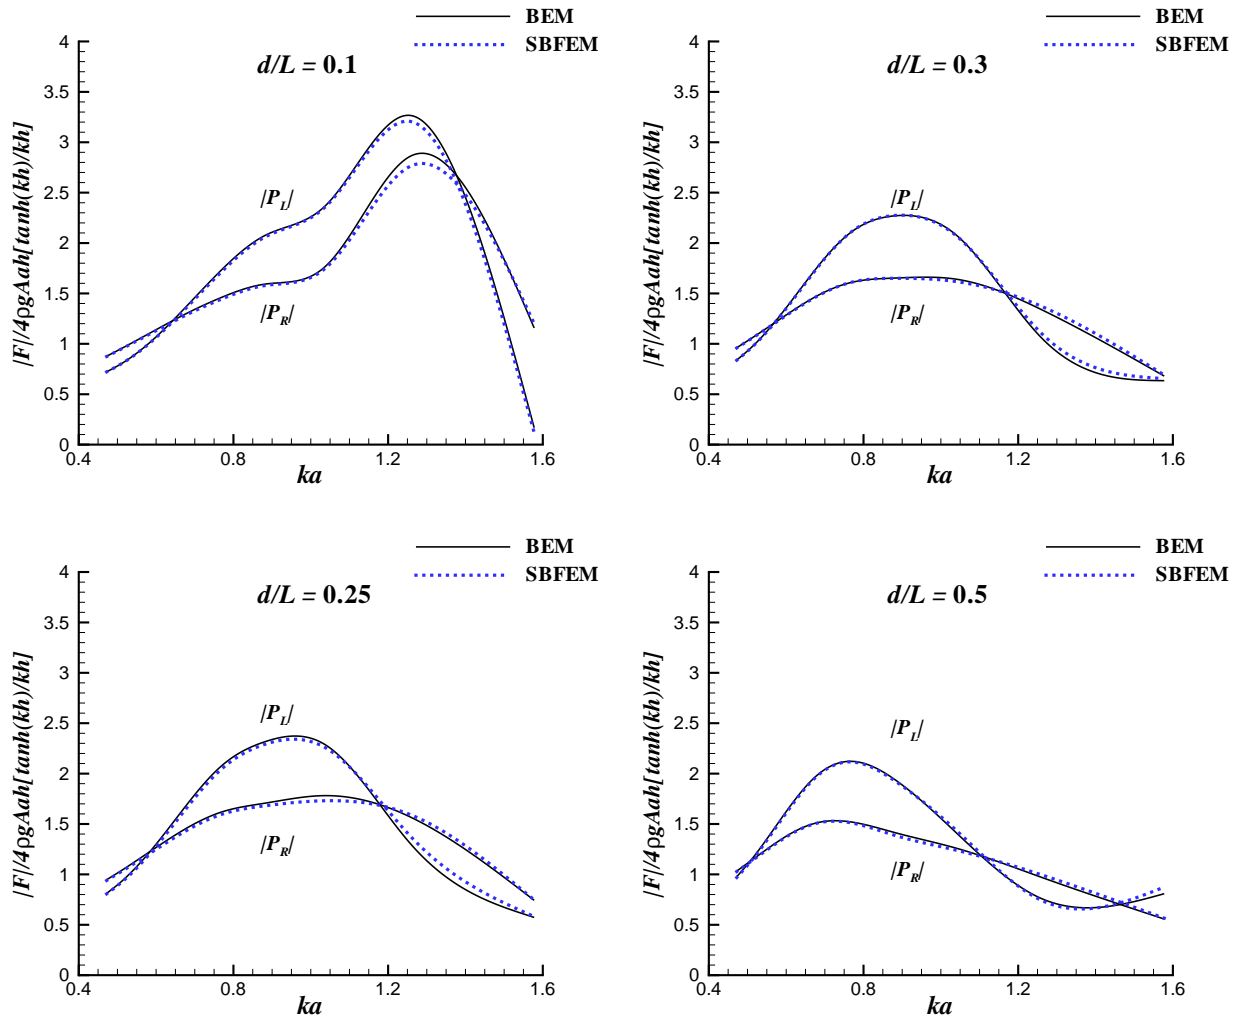 BEM
SBFEM
d/L = 0.1
|P_L|
|P_R|
4
3.5
3
2.5
2
1.5
1
0.5
0
0.4
0.8
1.2
1.6
ka
|F|/4ρgAah[tanh(kh)/kh]
BEM
SBFEM
d/L = 0.3
|P_L|
|P_R|
4
3.5
3
2.5
2
1.5
1
0.5
0
0.4
0.8
1.2
1.6
ka
|F|/4ρgAah[tanh(kh)/kh]
BEM
SBFEM
d/L = 0.25
|P_L|
|P_R|
4
3.5
3
2.5
2
1.5
1
0.5
0
0.4
0.8
1.2
1.6
ka
|F|/4ρgAah[tanh(kh)/kh]
BEM
SBFEM
d/L = 0.5
|P_L|
|P_R|
4
3.5
3
2.5
2
1.5
1
0.5
0
0.4
0.8
1.2
1.6
ka
|F|/4ρgAah[tanh(kh)/kh]